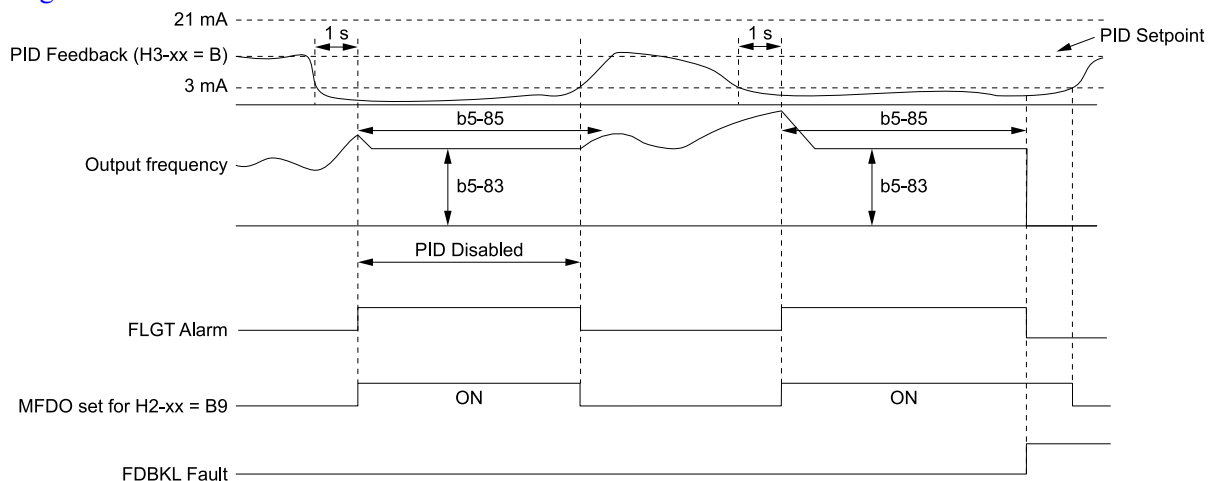 21 mA
1 s
1 s
PID Setpoint
PID Feedback (H3-xx = B)
3 mA
b5-85
b5-85
Output frequency
b5-83
b5-83
PID Disabled
FLGT Alarm
MFDO set for H2-xx = B9
ON
ON
FDBKL Fault